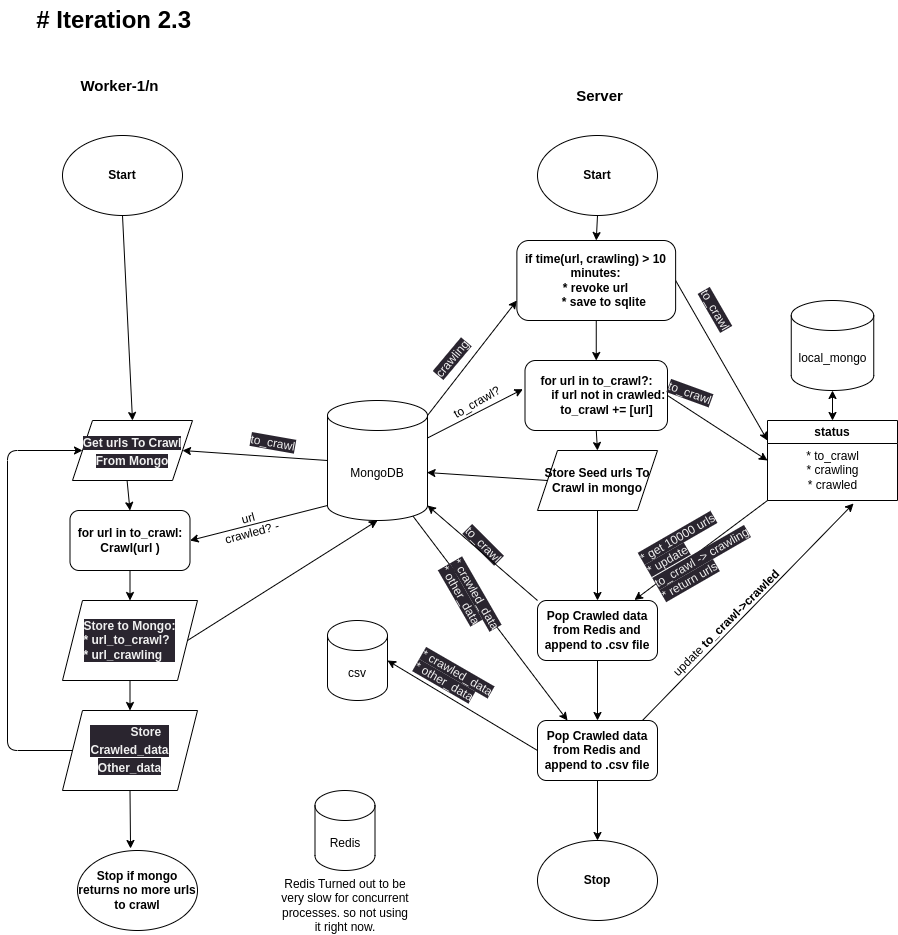 # Iteration 2.3
Worker-1/n
Server
Start
Start
if time(url, crawling) > 10
minutes:
* revoke url
* save to sqlite
to_crawl
crawling
local_mongo
for url in to_crawl?:
if url not in crawled:
to_crawl += [url]
to_crawl
to_crawl?
status
* to_crawl
* crawling
* crawled
Get urls To Crawl
From Mongo
to_crawl
MongoDB
Store Seed urls To
Crawl in mongo
for url in to_crawl:
Crawl(url )
url
crawled? -
to_crawl
* crawled_data
* other_data
* get 10000 urls
* update
to_crawl -> crawling
* return urls
Store to Mongo:
* url_to_crawl?
* url_crawling
Pop Crawled data
from Redis and
append to .csv file
update to_crawl->crawled
csv
* crawled_data
* other_data
Store
Crawled_data
Other_data
Pop Crawled data
from Redis and
append to .csv file
Redis
Redis Turned out to be
very slow for concurrent
processes. so not using
it right now.
Stop if mongo
returns no more urls
to crawl
Stop